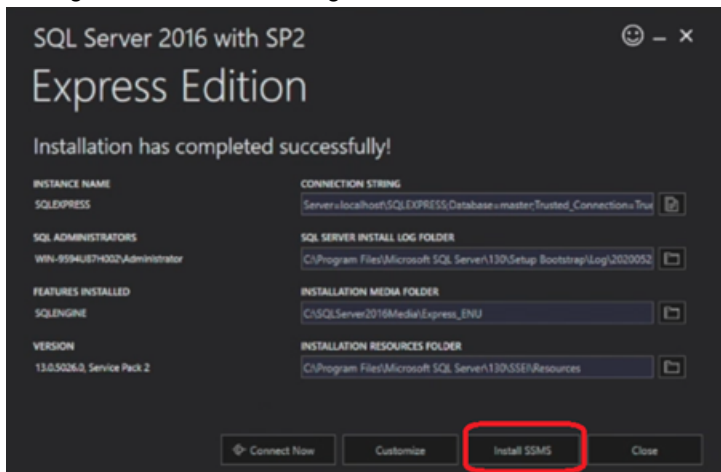 SQL Server 2016 with SP2
Express Edition
Installation has completed successfully!
INSTANCE NAME
SQLEXPRESS
CONNECTION STRING
Server=localhost\SQLEXPRESS;Database=master;Trusted_Connection=True
SQL ADMINISTRATORS
WIN-9594U87H002\Administrator
SQL SERVER INSTALL LOG FOLDER
C:\Program Files\Microsoft SQL Server\130\Setup Bootstrap\Log\2020052
FEATURES INSTALLED
SQLENGINE
INSTALLATION MEDIA FOLDER
C:\SQLServer2016Media\Express_ENU
VERSION
13.0.5026.0, Service Pack 2
INSTALLATION RESOURCES FOLDER
C:\Program Files\Microsoft SQL Server\130\SSEI\Resources
Connect Now
Customize
Install SSMS
Close